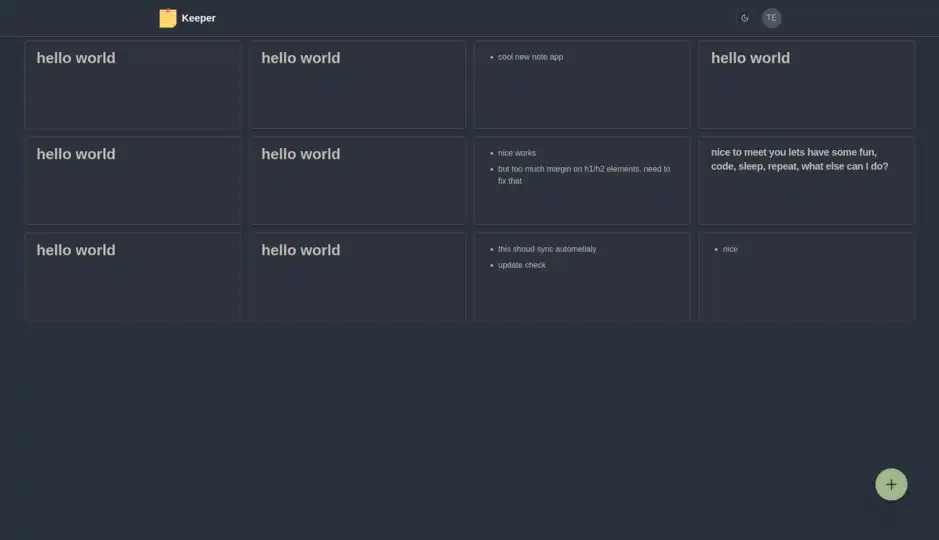 Keeper
TE
hello world
hello world
cool new note app
hello world
hello world
hello world
nice works
but too much margin on h1/h2 elements, need to
fix that
nice to meet you lets have some fun,
code, sleep, repeat, what else can I do?
hello world
hello world
this shoud sync autometialy
update check
nice